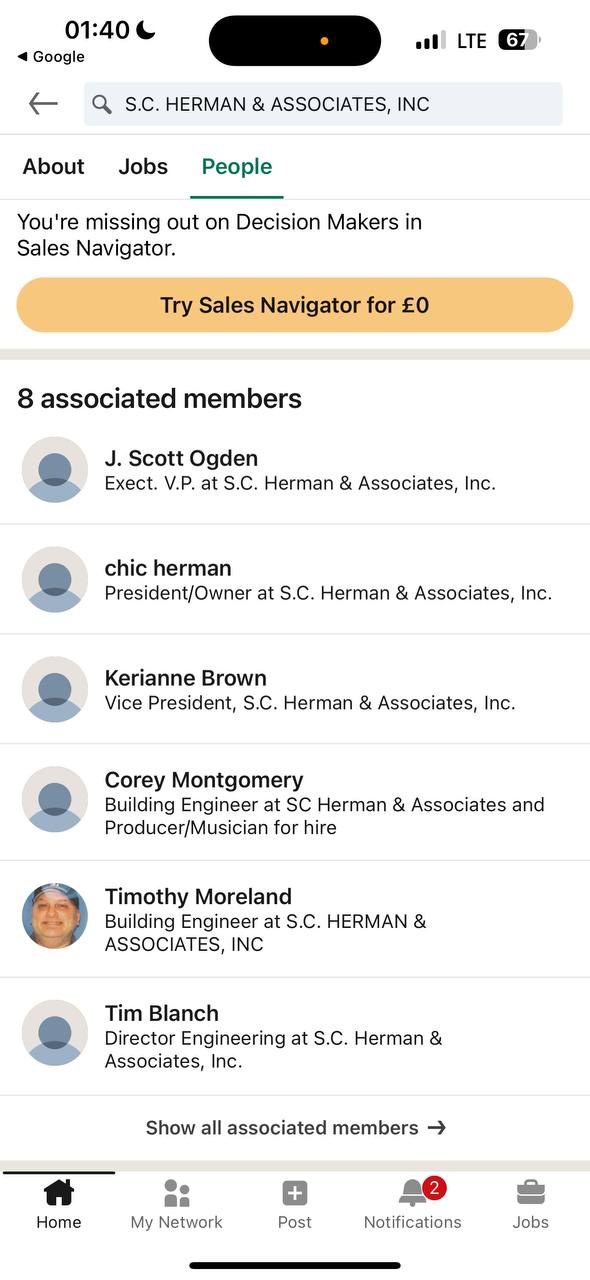 01:40
LTE
67
◀ Google
S.C. HERMAN & ASSOCIATES, INC
About
Jobs
People
You're missing out on Decision Makers in
Sales Navigator.
Try Sales Navigator for £0
8 associated members
J. Scott Ogden
Exect. V.P. at S.C. Herman & Associates, Inc.
chic herman
President/Owner at S.C. Herman & Associates, Inc.
Kerianne Brown
Vice President, S.C. Herman & Associates, Inc.
Corey Montgomery
Building Engineer at SC Herman & Associates and
Producer/Musician for hire
Timothy Moreland
Building Engineer at S.C. HERMAN &
ASSOCIATES, INC
Tim Blanch
Director Engineering at S.C. Herman &
Associates, Inc.
Show all associated members →
2
Home
My Network
Post
Notifications
Jobs